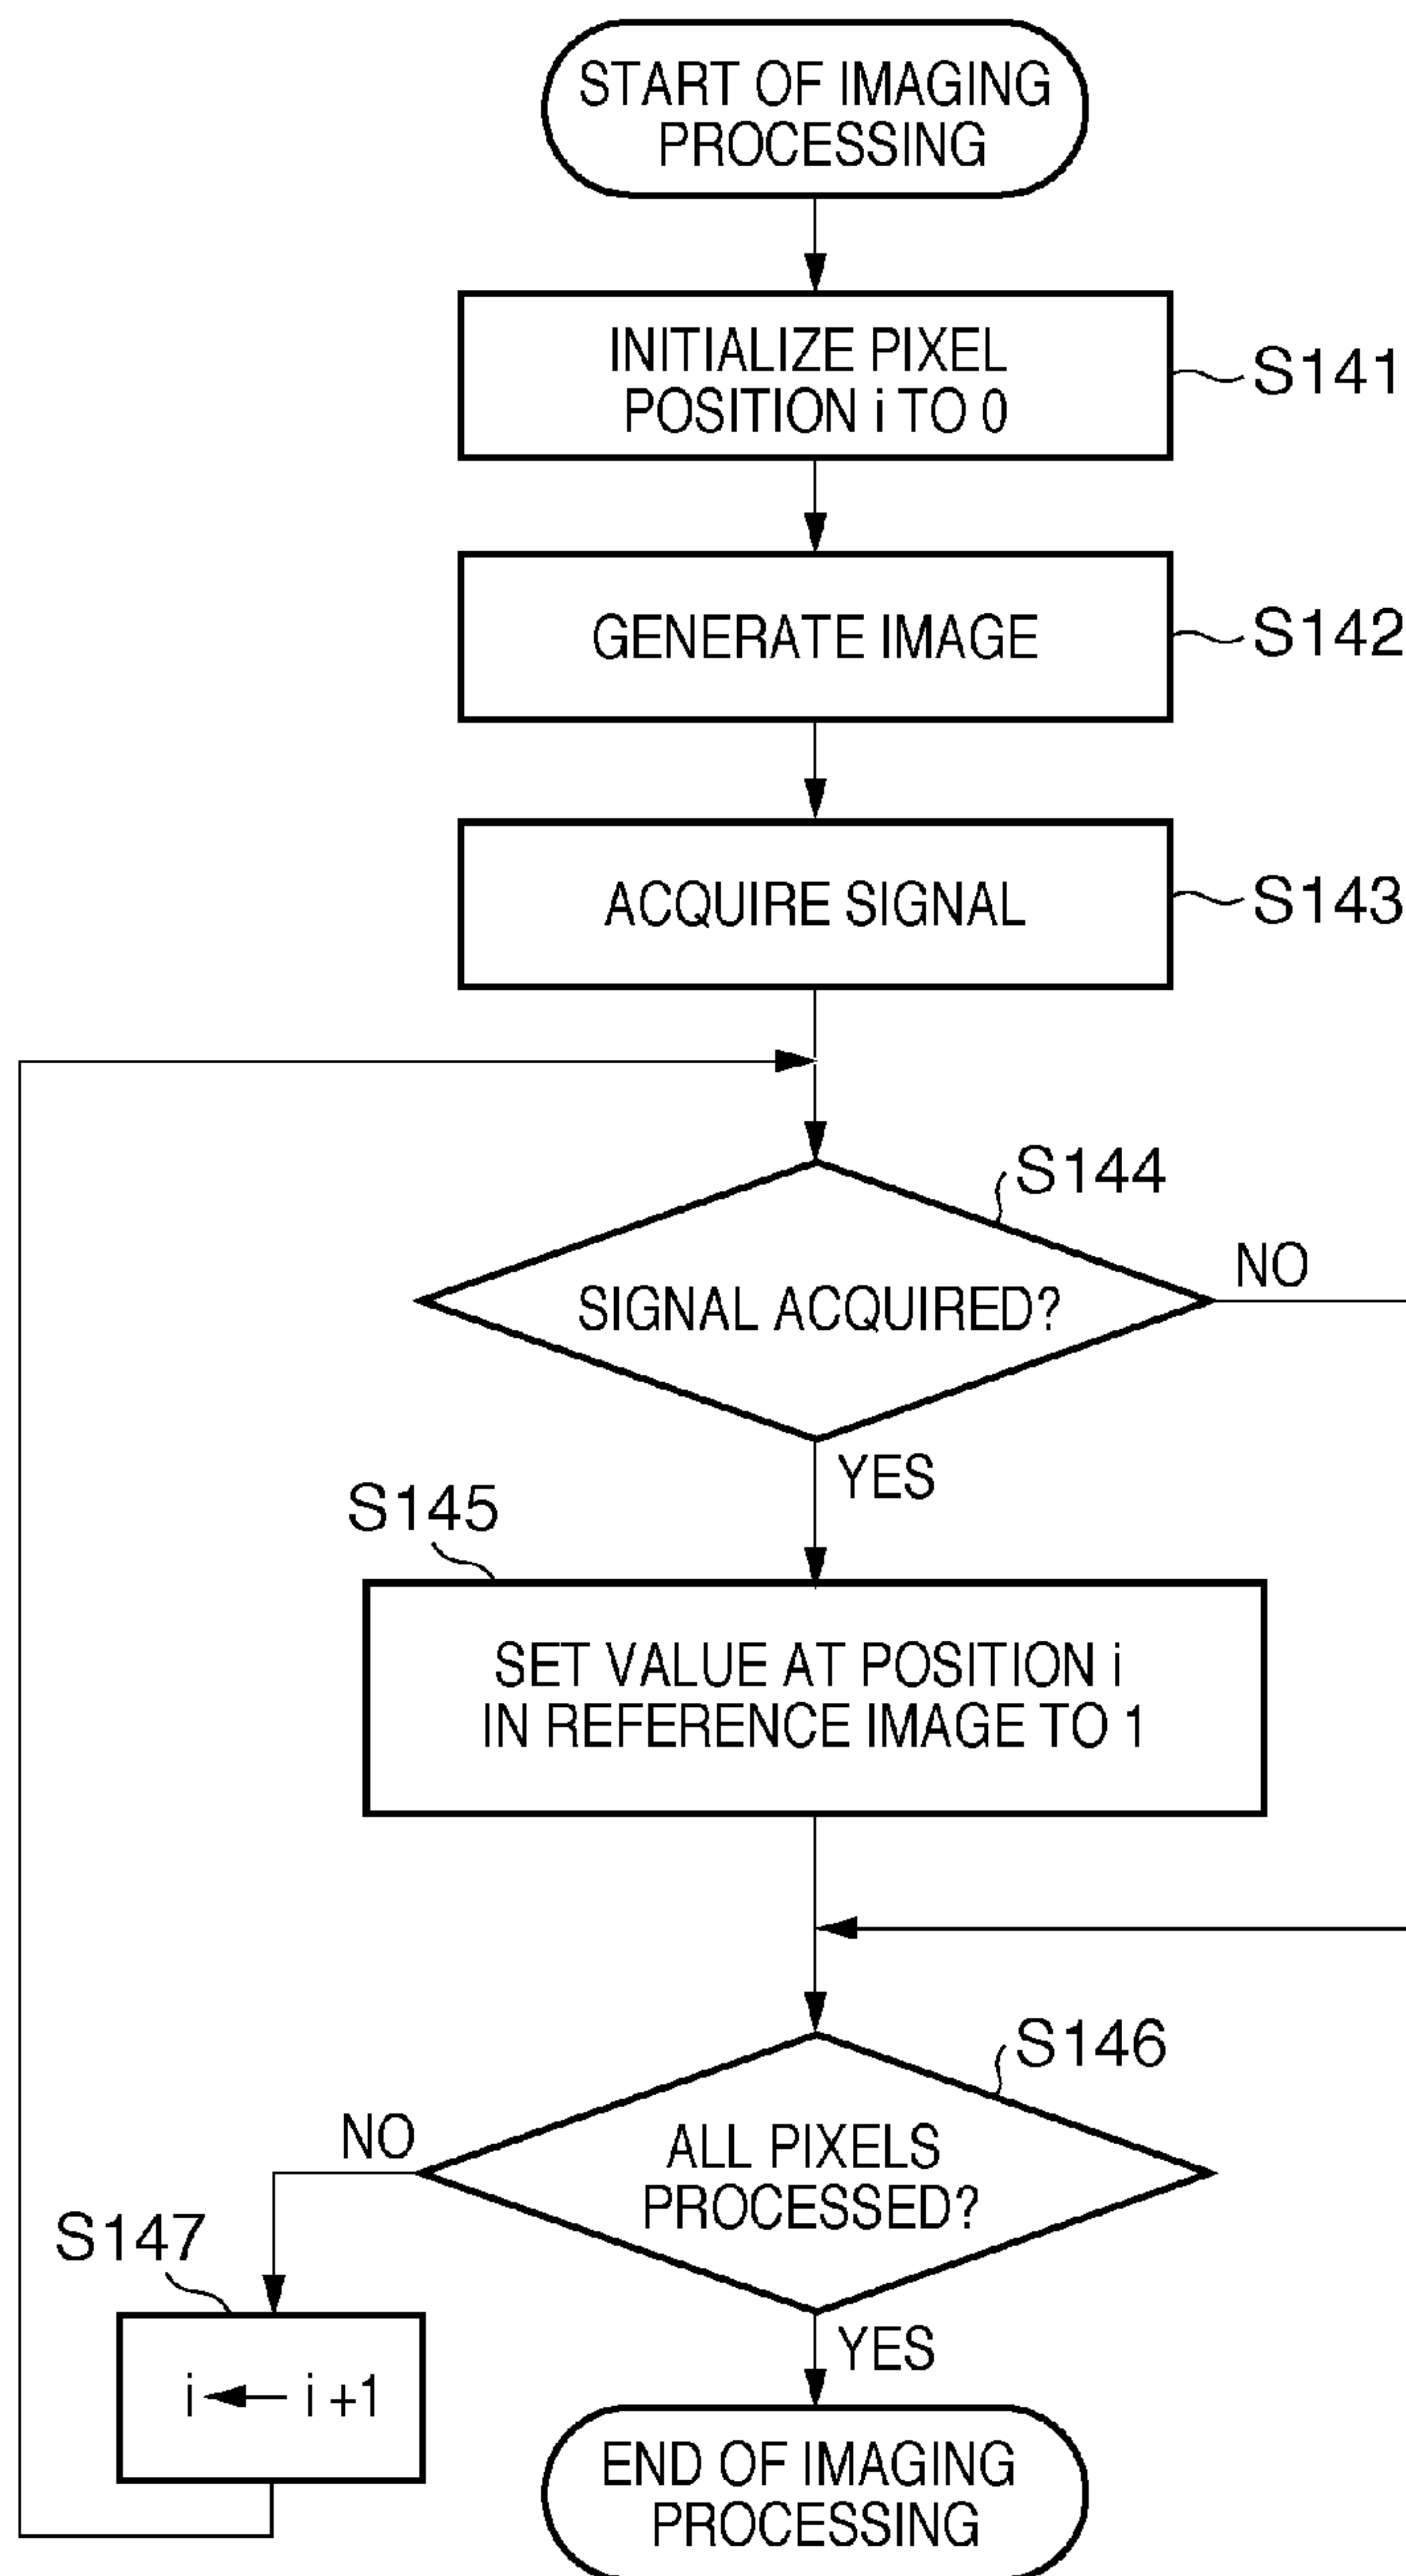 START OF IMAGING
PROCESSING
INITIALIZE PIXEL
POSITION i TO 0
S141
GENERATE IMAGE
S142
ACQUIRE SIGNAL
S143
S144
SIGNAL ACQUIRED?
NO
YES
S145
SET VALUE AT POSITION i
IN REFERENCE IMAGE TO 1
S146
ALL PIXELS
PROCESSED?
NO
YES
S147
i ← i +1
END OF IMAGING
PROCESSING